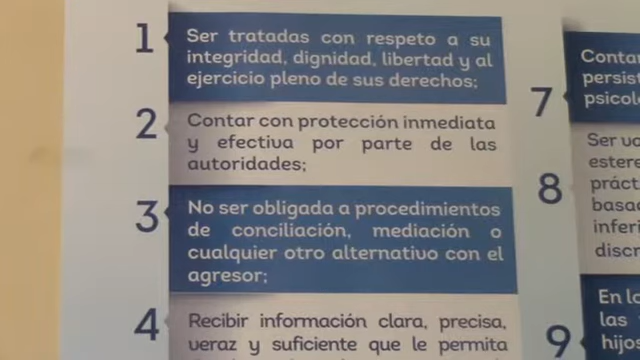 1
Ser tratadas con respeto a su
integridad, dignidad, libertad y al
ejercicio pleno de sus derechos;
2
Contar con protección inmediata
y efectiva por parte de las
autoridades;
3
No ser obligada a procedimientos
de conciliación, mediación o
cualquier otro alternativo con el
agresor;
4
Recibir información clara, precisa,
veraz y suficiente que le permita
7
8
Ser
9
las